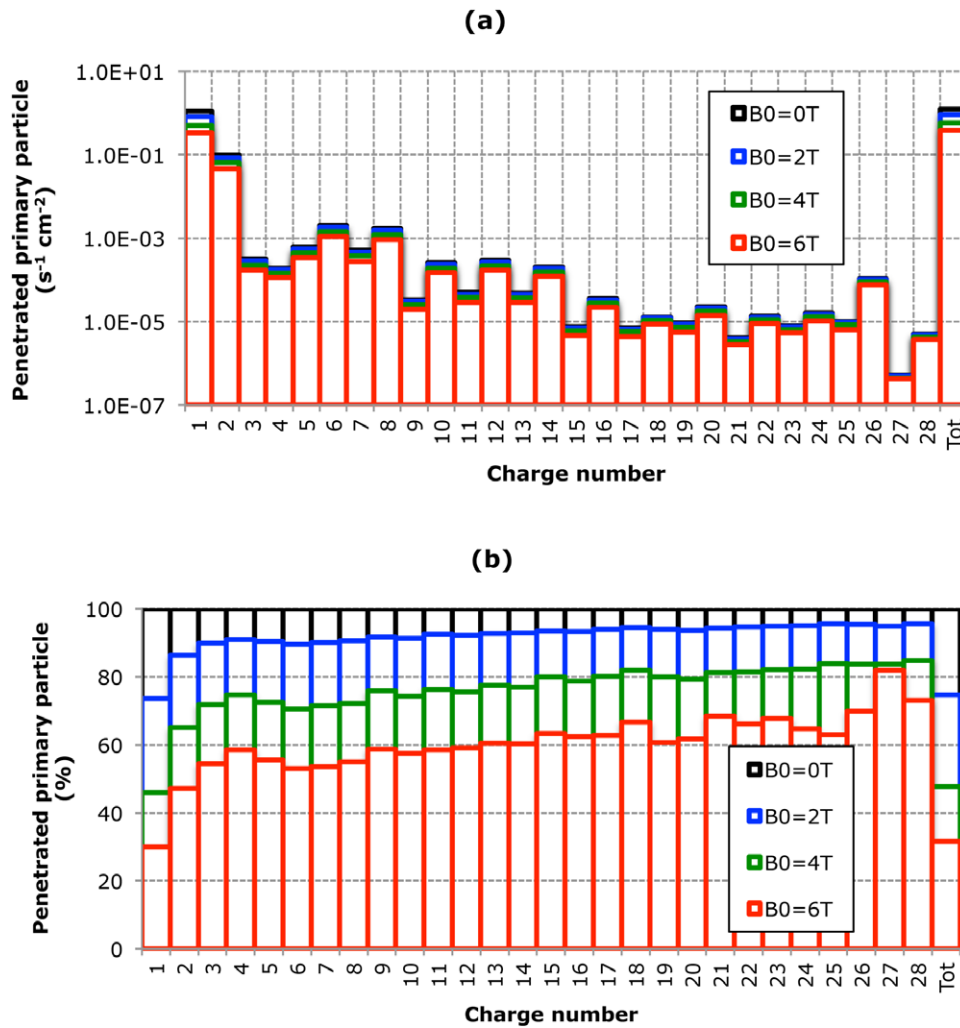 (a)
Penetrated primary particle
(s⁻¹ cm⁻²)
1.0E+01
1.0E-01
1.0E-03
1.0E-05
1.0E-07
B0=0T
B0=2T
B0=4T
B0=6T
1 2 3 4 5 6 7 8 9 10 11 12 13 14 15 16 17 18 19 20 21 22 23 24 25 26 27 28 Tot
Charge number
(b)
Penetrated primary particle
(%)
100
80
60
40
20
0
B0=0T
B0=2T
B0=4T
B0=6T
1 2 3 4 5 6 7 8 9 10 11 12 13 14 15 16 17 18 19 20 21 22 23 24 25 26 27 28 Tot
Charge number